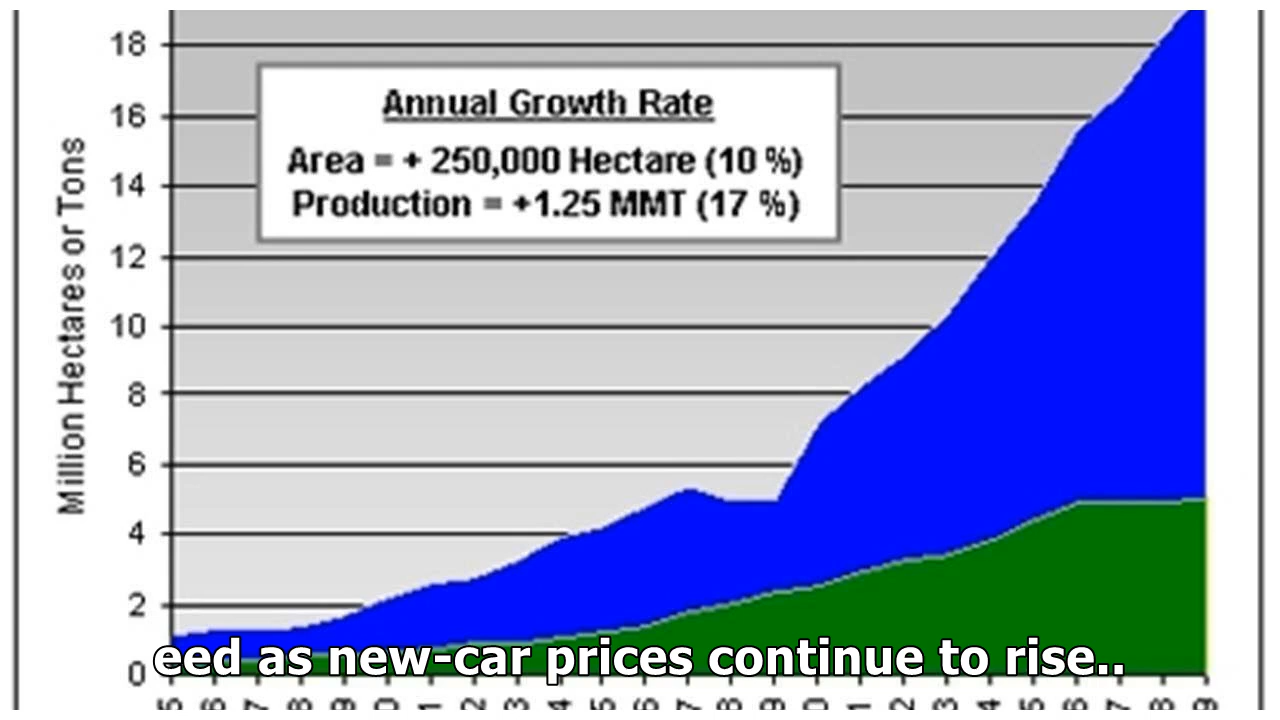 18
Annual Growth Rate
16
Area = + 250,000 Hectare (10 %)
14
Production = +1.25 MMT (17 %)
12
10
8
6
4
2
0
Million Hectares or Tons
eed as new-car prices continue to rise..